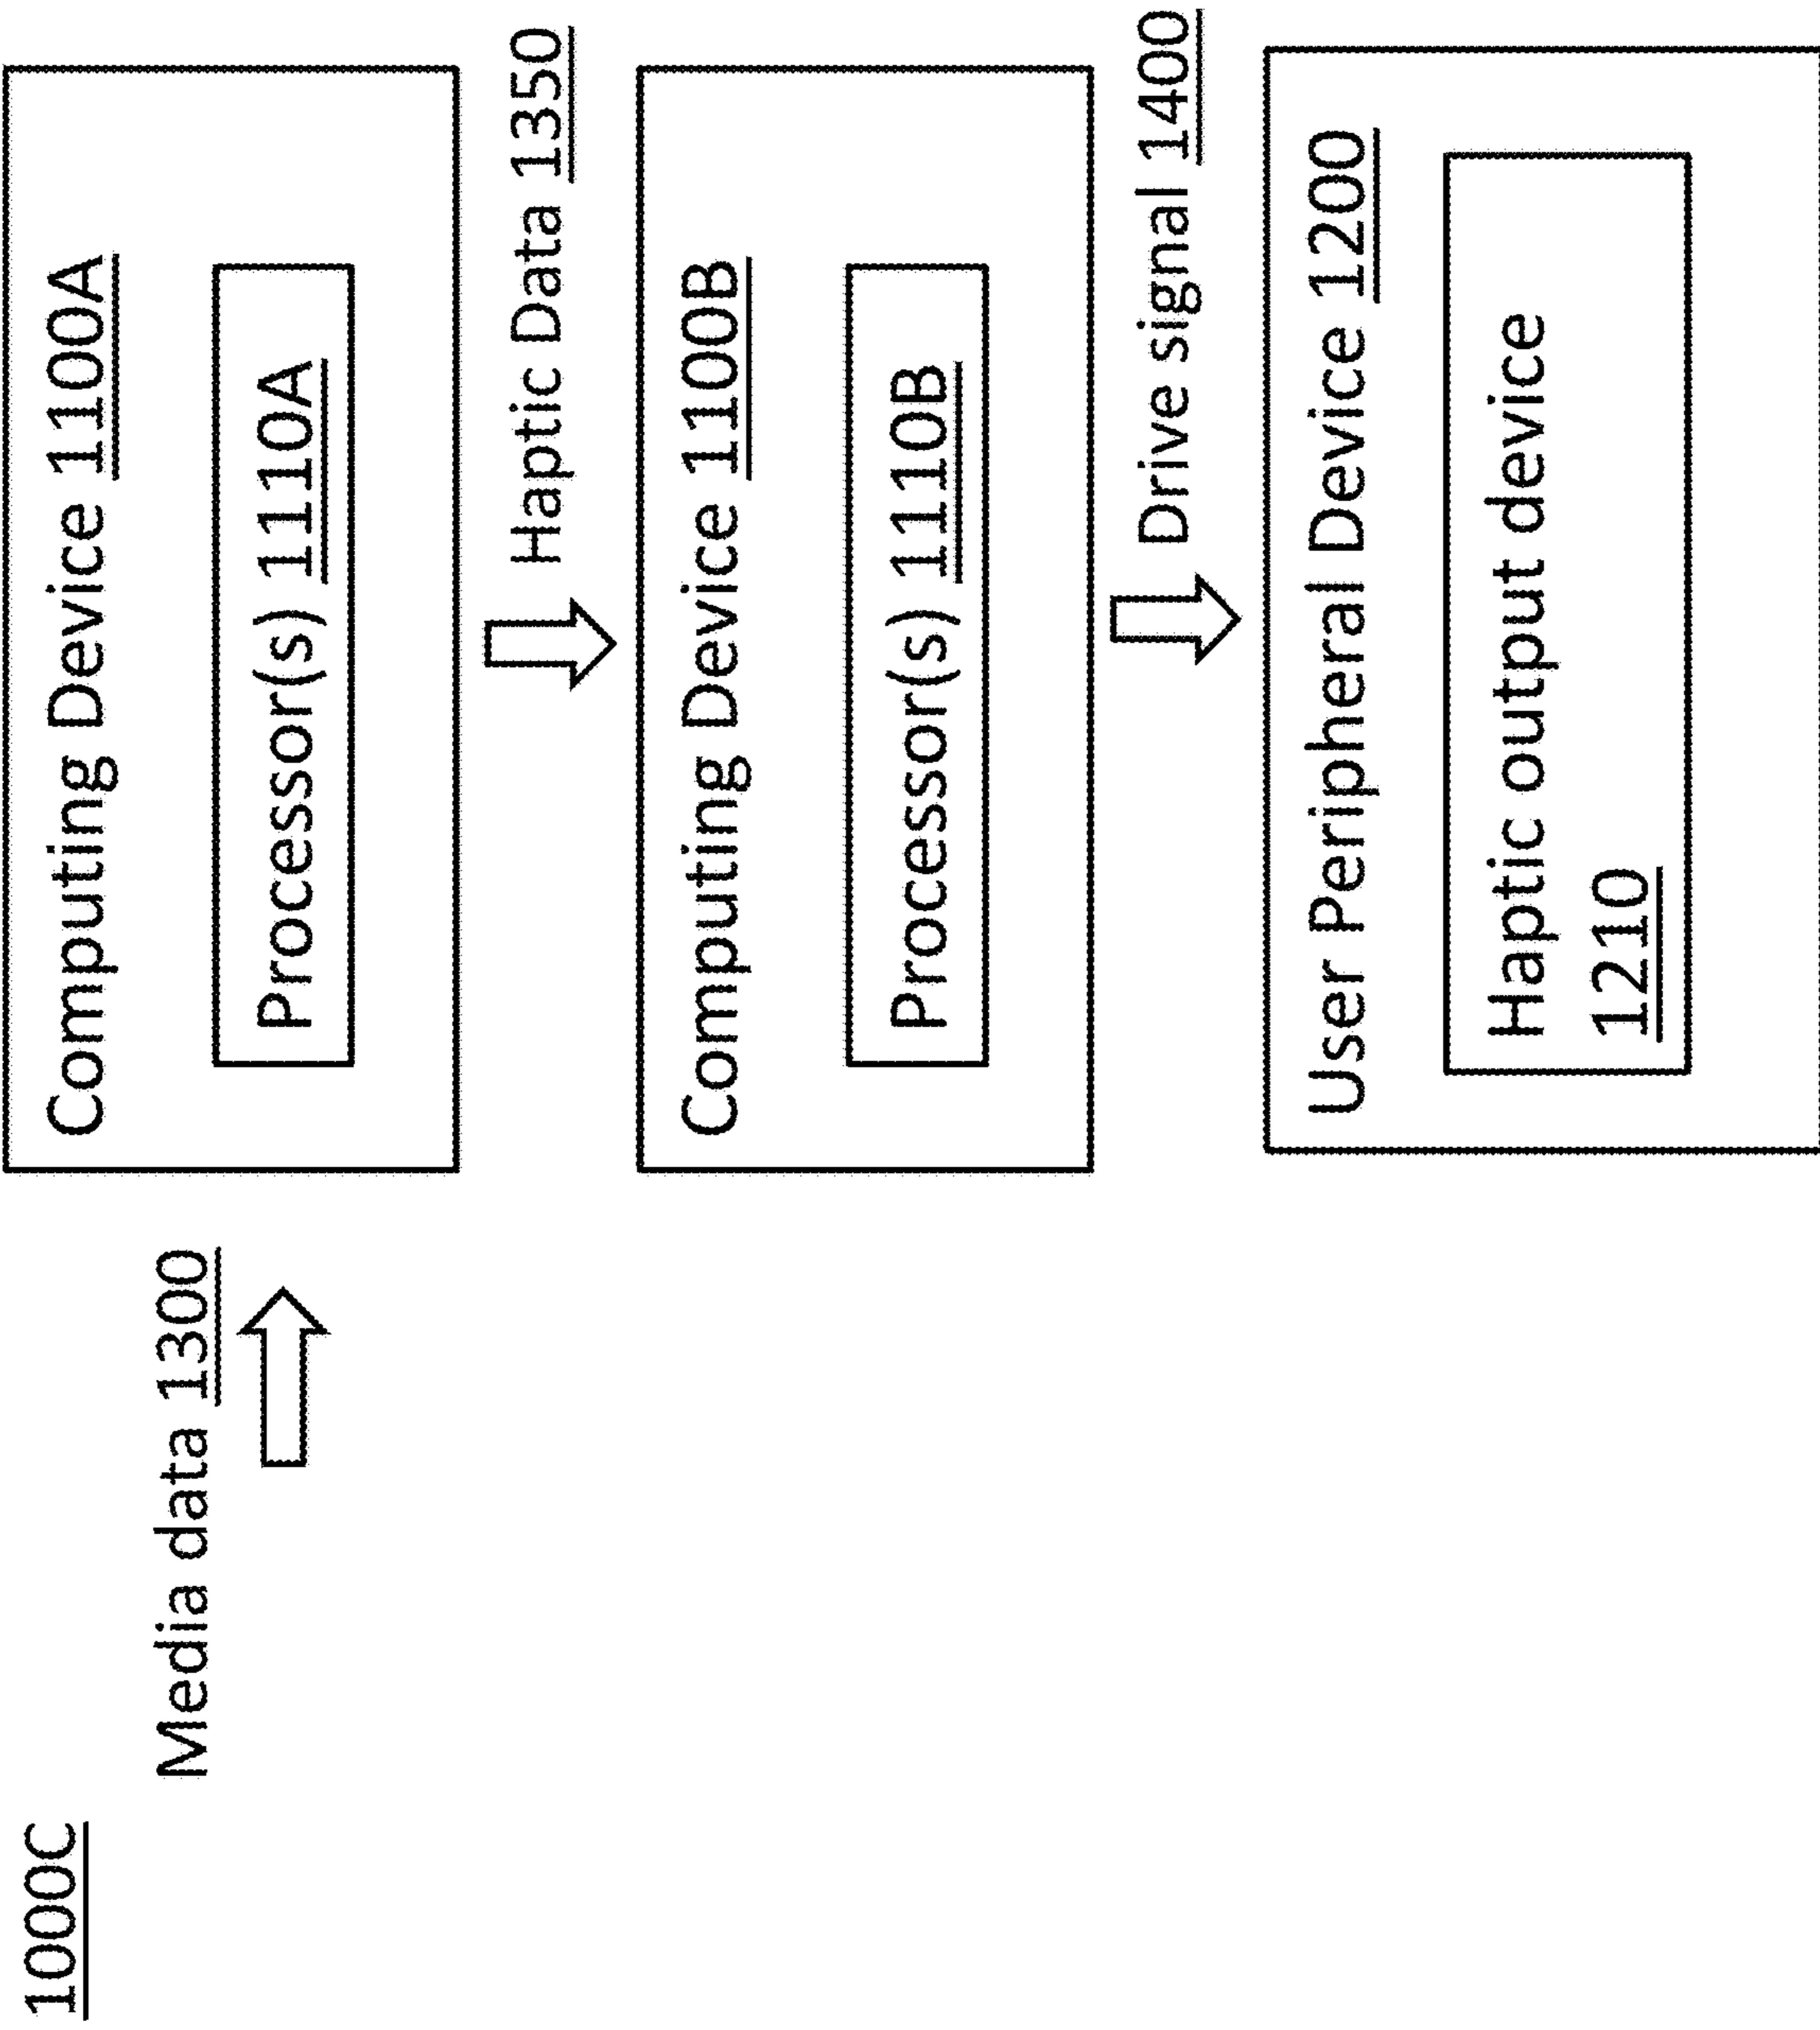 1000C
Media data 1300
Computing Device 1100A
Processor(s) 1110A
Haptic Data 1350
Computing Device 1100B
Processor(s) 1110B
Drive signal 1400
User Peripheral Device 1200
Haptic output device
1210